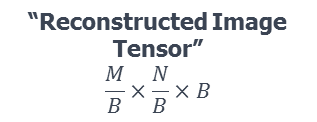 “Reconstructed Image
Tensor”
M/B × N/B × B